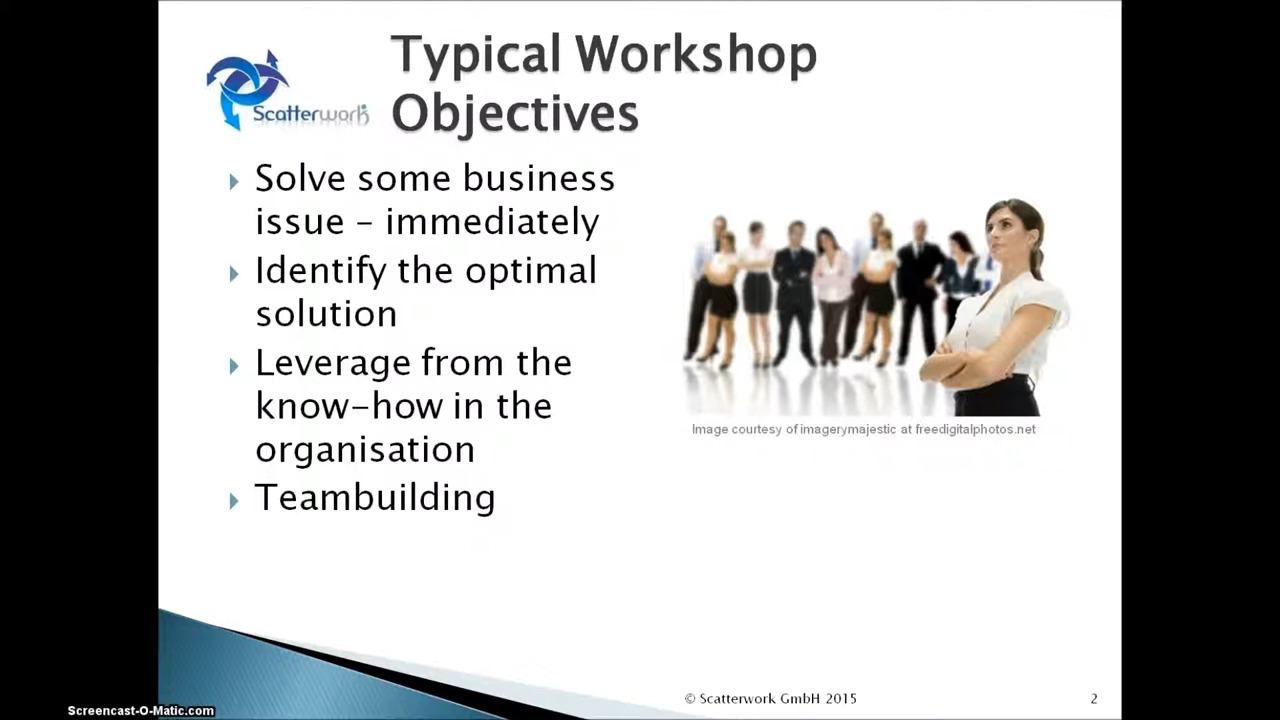 Typical Workshop
Objectives
Scatterwork
Solve some business
issue - immediately
Identify the optimal
solution
Leverage from the
know-how in the
organisation
Teambuilding
Image courtesy of imagerymajestic at freedigitalphotos.net
© Scatterwork GmbH 2015
2
Screencast-O-Matic.com